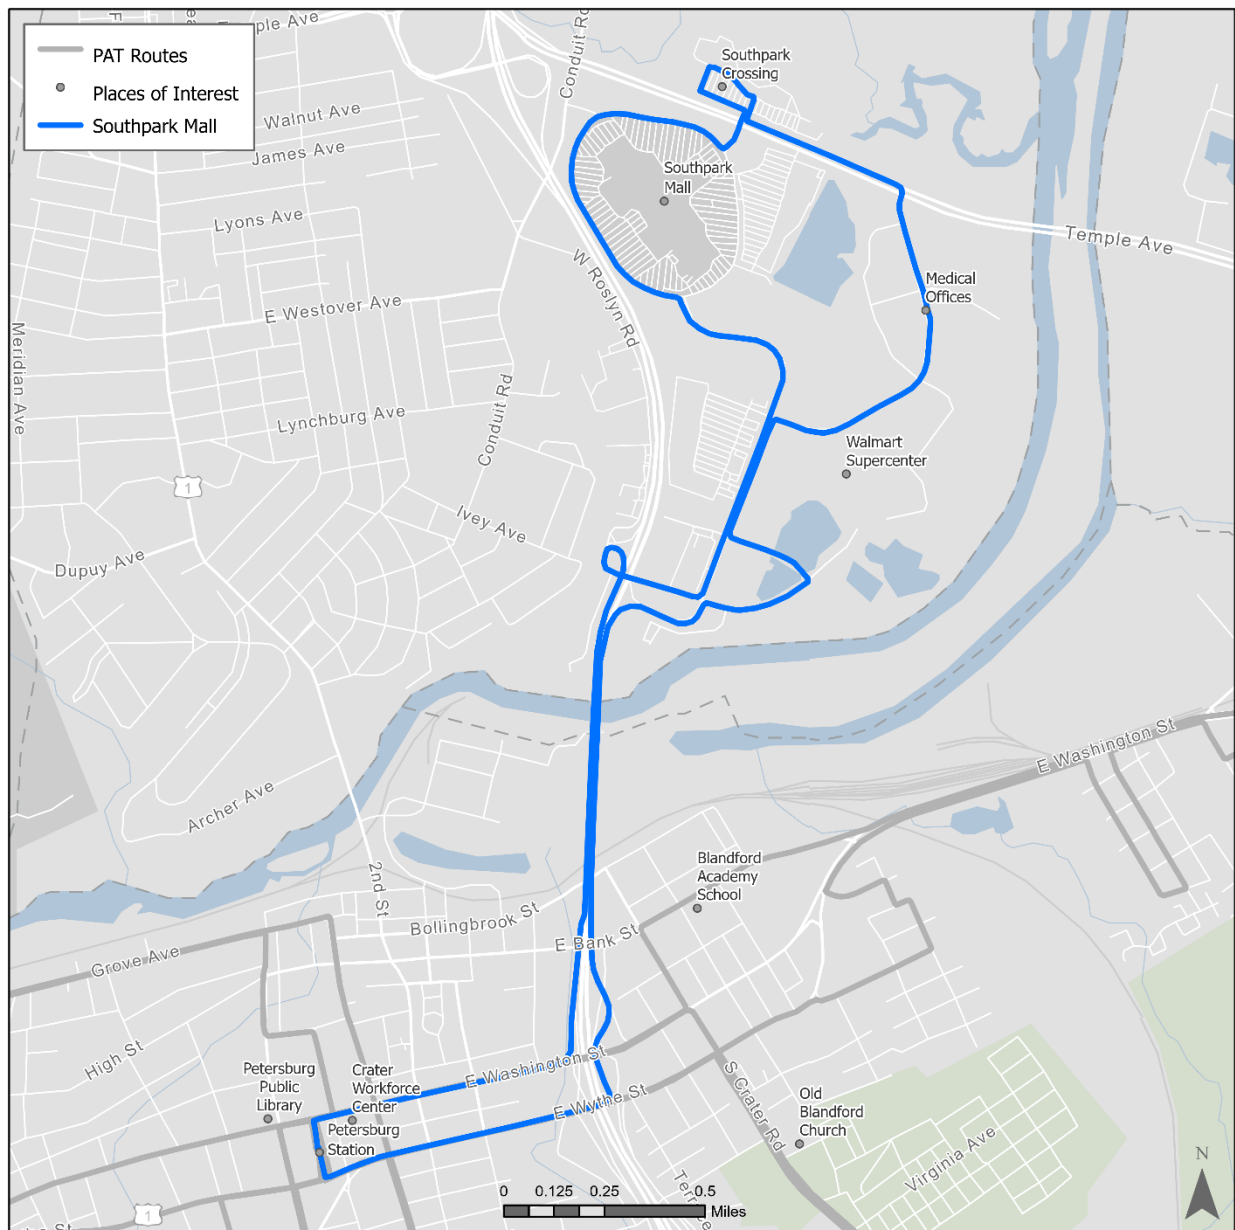 PAT Routes
Places of Interest
Southpark Mall
Temple Ave
Conduit Rd
Southpark
Crossing
Walnut Ave
James Ave
Lyons Ave
Southpark
Mall
Temple Ave
W Roslyn Rd
E Westover Ave
Medical
Offices
Meridian Ave
Lynchburg Ave
Conduit Rd
Walmart
Supercenter
1
Ivey Ave
Dupuy Ave
E Washington St
Archer Ave
2nd St
Blandford
Academy
School
Bollingbrook St
E Bank St
Grove Ave
High St
E Washington St
Petersburg
Public
Library
Crater
Workforce
Center
E Wythe St
S Crater Rd
Old
Blandford
Church
Petersburg
Station
Virginia Ave
N
1
0 0.125 0.25 0.5
Miles